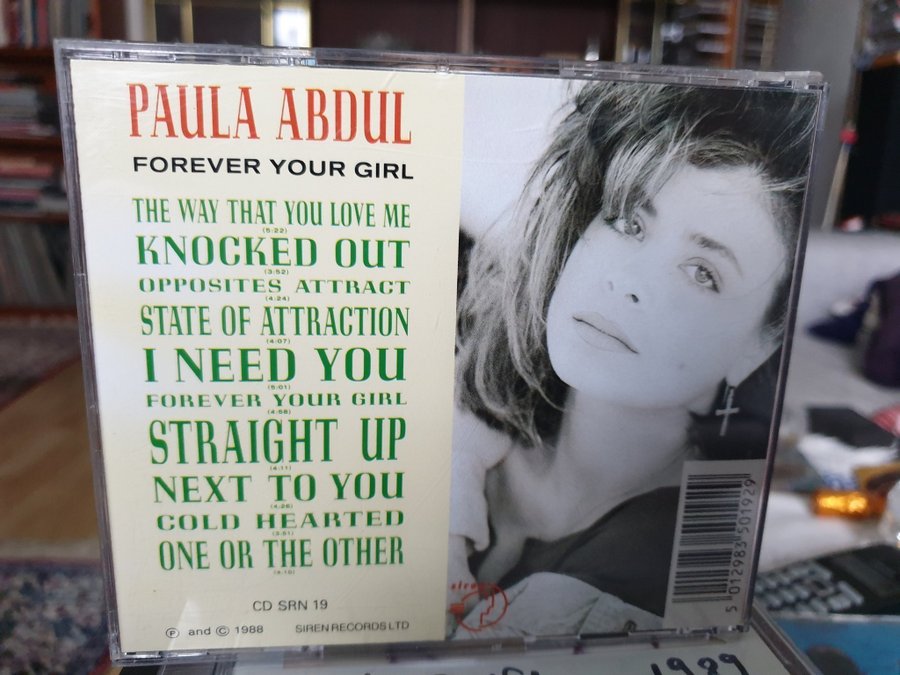 PAULA ABDUL
FOREVER YOUR GIRL
THE WAY THAT YOU LOVE ME
(5:22)
KNOCKED OUT
(3:52)
OPPOSITES ATTRACT
(4:24)
STATE OF ATTRACTION
(4:07)
I NEED YOU
(5:01)
FOREVER YOUR GIRL
(4:58)
STRAIGHT UP
(4:11)
NEXT TO YOU
(4:26)
COLD HEARTED
(3:51)
ONE OR THE OTHER
(4:10)
CD SRN 19
℗ and © 1988 SIREN RECORDS LTD
siren
5 012983 501929
1989